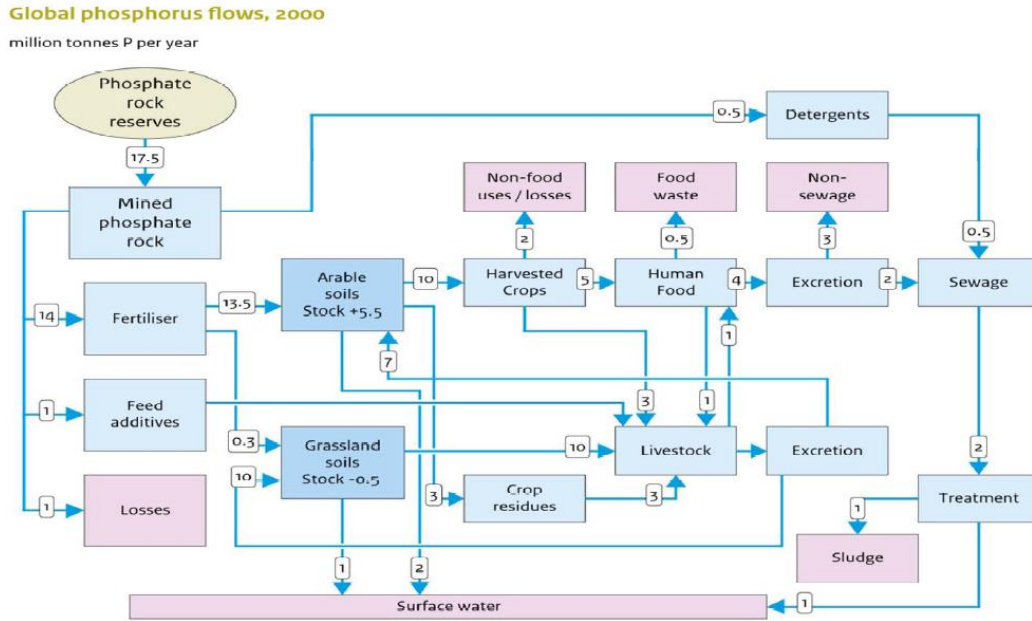 Global phosphorus flows, 2000
million tonnes P per year
Phosphate
rock
reserves
17.5
Mined
phosphate
rock
0.5
Detergents
Non-food
uses / losses
Food
waste
Non-
sewage
2
0.5
3
0.5
14
Fertiliser
13.5
Arable
soils
Stock +5.5
10
Harvested
Crops
5
Human
Food
4
Excretion
2
Sewage
7
1
1
Feed
additives
3
1
0.3
10
Grassland
soils
Stock -0.5
10
Livestock
Excretion
2
1
Losses
3
Crop
residues
3
Treatment
1
Sludge
1
2
Surface water
1